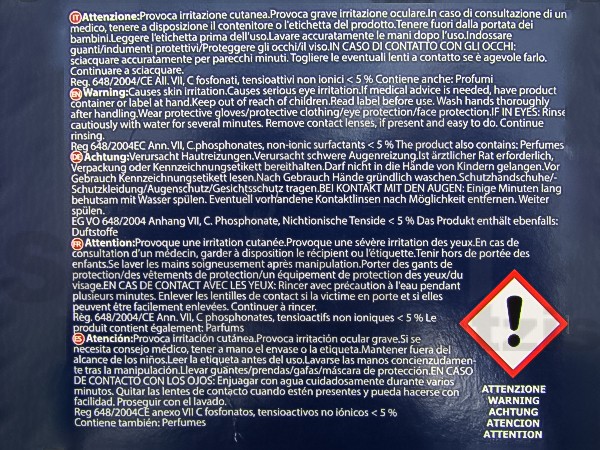 IT Attenzione:Provoca irritazione cutanea.Provoca grave irritazione oculare.In caso di consultazione di un
medico, tenere a disposizione il contenitore o l'etichetta del prodotto.Tenere fuori dalla portata dei
bambini.Leggere l'etichetta prima dell'uso.Lavare accuratamente le mani dopo l'uso.Indossare
guanti/indumenti protettivi/Proteggere gli occhi/il viso.IN CASO DI CONTATTO CON GLI OCCHI:
sciacquare accuratamente per parecchi minuti. Togliere le eventuali lenti a contatto se è agevole farlo.
Continuare a sciacquare.
Reg. 648/2004/CE All. VII, C fosfonati, tensioattivi non ionici < 5 % Contiene anche: Profumi
EN Warning:Causes skin irritation.Causes serious eye irritation.If medical advice is needed, have product
container or label at hand.Keep out of reach of children.Read label before use. Wash hands thoroughly
after handling.Wear protective gloves/protective clothing/eye protection/face protection.IF IN EYES: Rinse
cautiously with water for several minutes. Remove contact lenses, if present and easy to do. Continue
rinsing.
Reg 648/2004EC Ann. VII, C.phosphonates, non-ionic surfactants < 5 % The product also contains: Perfumes
DE Achtung:Verursacht Hautreizungen.Verursacht schwere Augenreizung.Ist ärztlicher Rat erforderlich,
Verpackung oder Kennzeichnungsetikett bereithalten.Darf nicht in die Hände von Kindern gelangen.Vor
Gebrauch Kennzeichnungsetikett lesen.Nach Gebrauch Hände gründlich waschen.Schutzhandschuhe/-
Schutzkleidung/Augenschutz/Gesichtsschutz tragen.BEI KONTAKT MIT DEN AUGEN: Einige Minuten lang
behutsam mit Wasser spülen. Eventuell vorhandene Kontaktlinsen nach Möglichkeit entfernen. Weiter
spülen.
EG VO 648/2004 Anhang VII, C. Phosphonate, Nichtionische Tenside < 5 % Das Produkt enthält ebenfalls:
Duftstoffe
FR Attention:Provoque une irritation cutanée.Provoque une sévère irritation des yeux.En cas de
consultation d'un médecin, garder à disposition le récipient ou l'étiquette.Tenir hors de portée des
enfants.Se laver les mains soigneusement après manipulation.Porter des gants de
protection/des vêtements de protection/un équipement de protection des yeux/du
visage.EN CAS DE CONTACT AVEC LES YEUX: Rincer avec précaution à l'eau pendant
plusieurs minutes. Enlever les lentilles de contact si la victime en porte et si elles
peuvent être facilement enlevées. Continuer à rincer.
Règ. 648/2004/CE Ann. VII, C phosphonates, tensioactifs non ioniques < 5 % Le
produit contient également: Parfums
ES Atención:Provoca irritación cutánea.Provoca irritación ocular grave.Si se
necesita consejo médico, tener a mano el envase o la etiqueta.Mantener fuera del
alcance de los niños.Leer la etiqueta antes del uso.Lavarse las manos concienzudamen-
te tras la manipulación.Llevar guantes/prendas/gafas/máscara de protección.EN CASO
DE CONTACTO CON LOS OJOS: Enjuagar con agua cuidadosamente durante varios
minutos. Quitar las lentes de contacto cuando estén presentes y pueda hacerse con
facilidad. Proseguir con el lavado.
Reg 648/2004CE anexo VII C fosfonatos, tensioactivos no iónicos < 5 %
Contiene también: Perfumes
ATTENZIONE
WARNING
ACHTUNG
ATENCION
ATTENTION